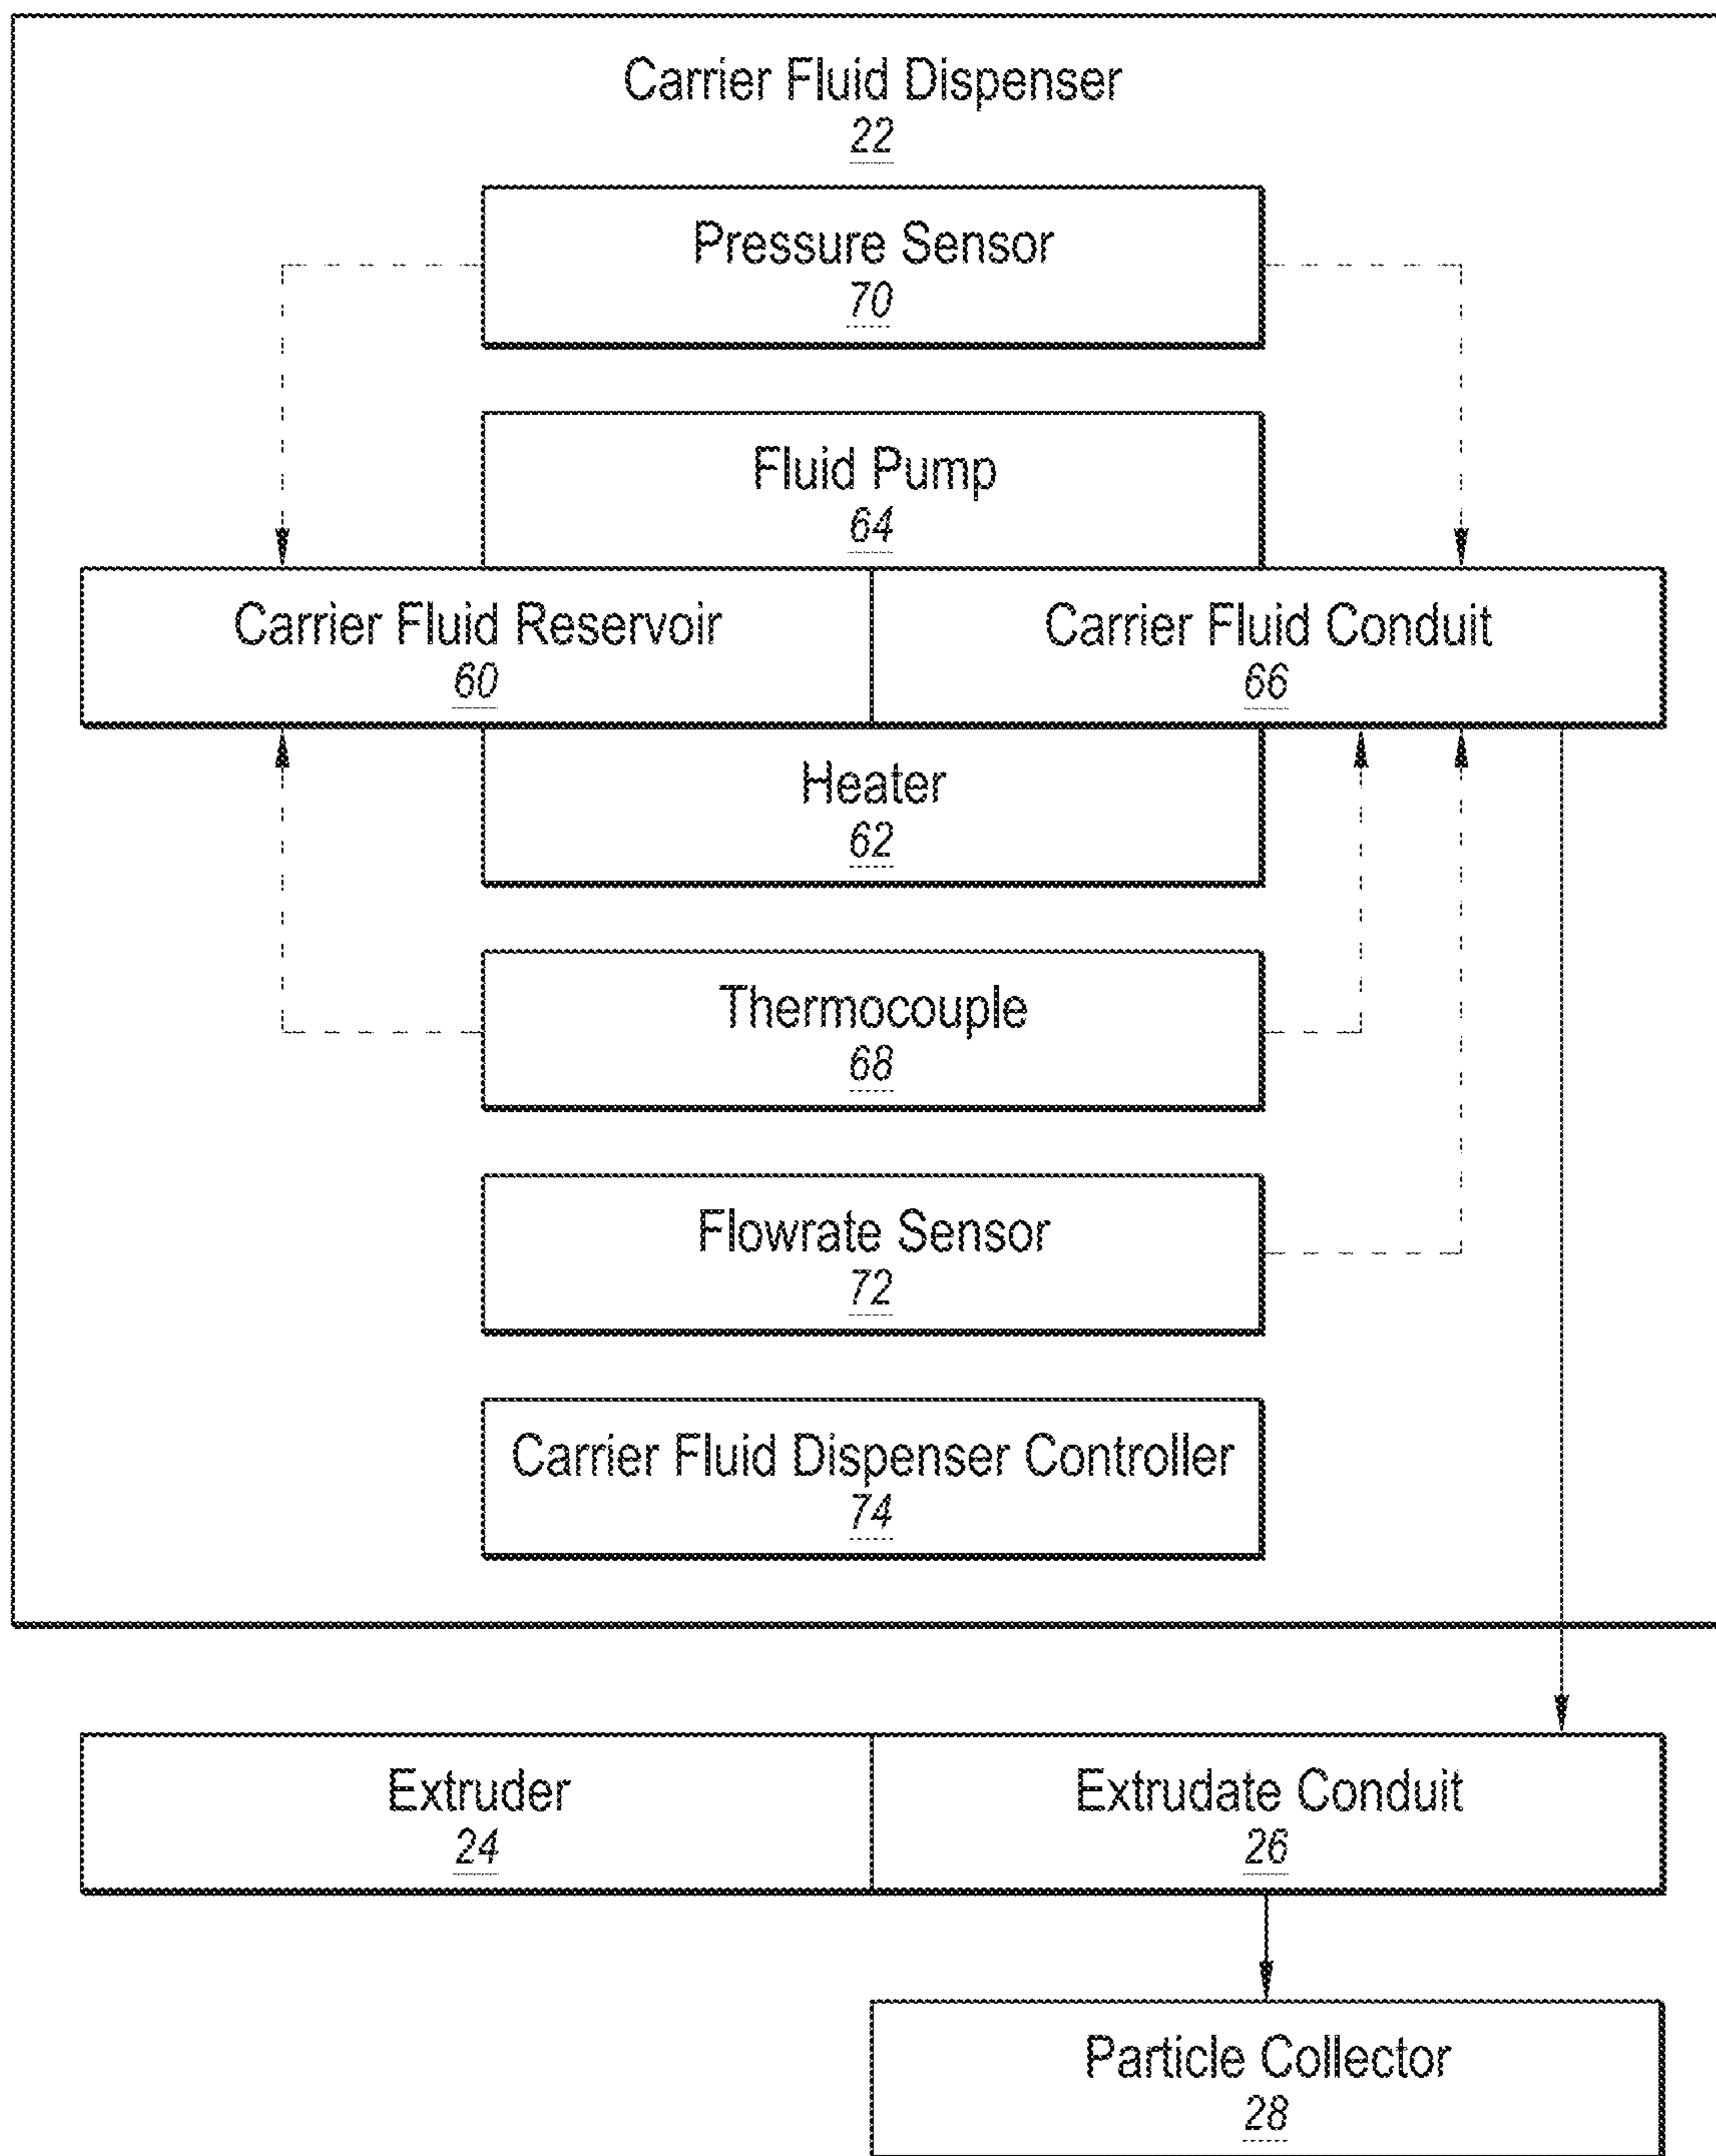 Carrier Fluid Dispenser
22
Pressure Sensor
70
Fluid Pump
64
Carrier Fluid Reservoir
60
Carrier Fluid Conduit
66
Heater
62
Thermocouple
68
Flowrate Sensor
72
Carrier Fluid Dispenser Controller
74
Extruder
24
Extrudate Conduit
26
Particle Collector
28